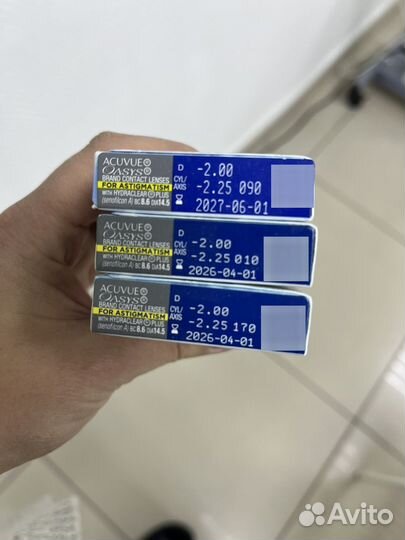 ACUVUE®
OASYS®
BRAND CONTACT LENSES
FOR ASTIGMATISM
WITH HYDRACLEAR® PLUS
(senofilcon A) BC 8.6 DIA 14.5
D -2.00
CYL/ AXIS -2.25 090
2027-06-01
ACUVUE®
OASYS®
BRAND CONTACT LENSES
FOR ASTIGMATISM
WITH HYDRACLEAR® PLUS
(senofilcon A) BC 8.6 DIA 14.5
D -2.00
CYL/ AXIS -2.25 010
2026-04-01
ACUVUE®
OASYS®
BRAND CONTACT LENSES
FOR ASTIGMATISM
WITH HYDRACLEAR® PLUS
(senofilcon A) BC 8.6 DIA 14.5
D -2.00
CYL/ AXIS -2.25 170
2026-04-01
Avito